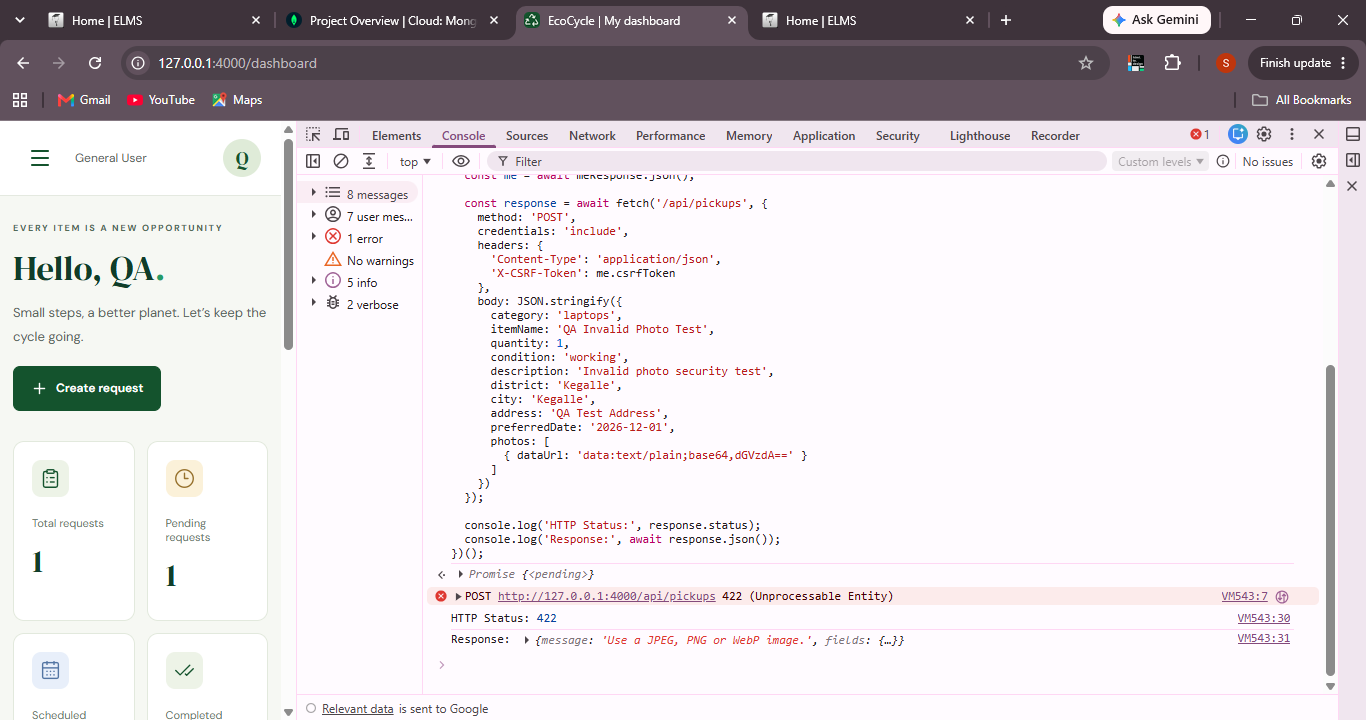 Home | ELMS
Project Overview | Cloud: Mong
EcoCycle | My dashboard
Home | ELMS
Ask Gemini
127.0.0.1:4000/dashboard
S
Finish update
Gmail
YouTube
Maps
All Bookmarks
General User
Q
EVERY ITEM IS A NEW OPPORTUNITY
Hello, QA.
Small steps, a better planet. Let's keep the
cycle going.
+ Create request
Total requests
1
Pending
requests
1
Scheduled
Completed
Elements
Console
Sources
Network
Performance
Memory
Application
Security
Lighthouse
Recorder
1
top
Filter
Custom levels
No issues
8 messages
7 user mes...
1 error
No warnings
5 info
2 verbose
const me = await meResponse.json();
const response = await fetch('/api/pickups', {
method: 'POST',
credentials: 'include',
headers: {
'Content-Type': 'application/json',
'X-CSRF-Token': me.csrfToken
},
body: JSON.stringify({
category: 'laptops',
itemName: 'QA Invalid Photo Test',
quantity: 1,
condition: 'working',
description: 'Invalid photo security test',
district: 'Kegalle',
city: 'Kegalle',
address: 'QA Test Address',
preferredDate: '2026-12-01',
photos: [
{ dataUrl: 'data:text/plain;base64,dGVzdA==' }
]
})
});
console.log('HTTP Status:', response.status);
console.log('Response:', await response.json());
})();
Promise {<pending>}
POST http://127.0.0.1:4000/api/pickups 422 (Unprocessable Entity) VM543:7
HTTP Status: 422 VM543:30
Response: {message: 'Use a JPEG, PNG or WebP image.', fields: {…}} VM543:31
Relevant data is sent to Google